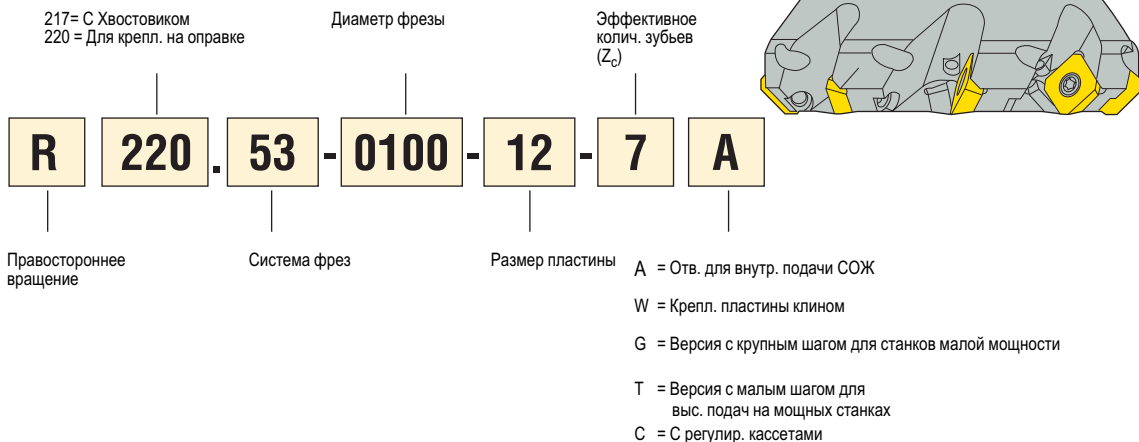 217= С Хвостовиком
220 = Для крепл. на оправке
Диаметр фрезы
Эффективное
колич. зубьев
(Zc)
R 220 . 53 - 0100 - 12 - 7 A
Правостороннее
вращение
Система фрез
Размер пластины
A = Отв. для внутр. подачи СОЖ
W = Крепл. пластины клином
G = Версия с крупным шагом для станков малой мощности
T = Версия с малым шагом для
выс. подач на мощных станках
C = С регулир. кассетами